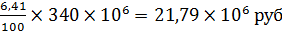 6,41/100 × 340 × 10⁶ = 21,79 × 10⁶ руб